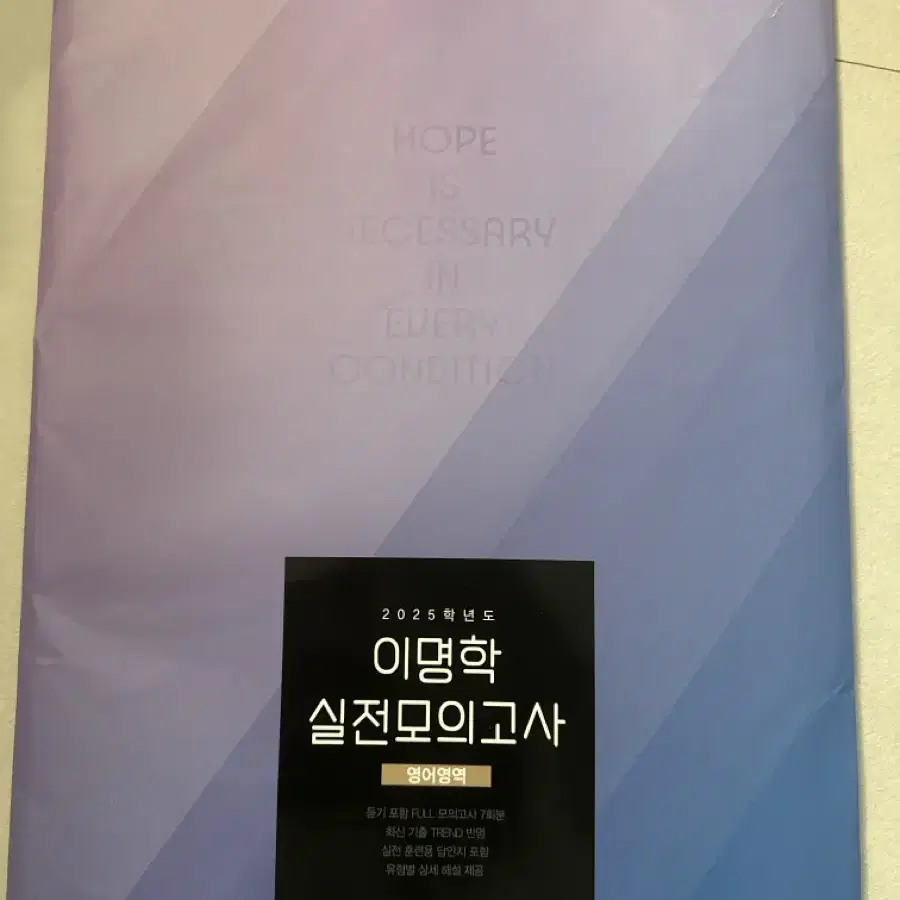 HOPE
IS
NECESSARY
IN
EVERY
CONDITION
2025학년도
이명학
실전모의고사
영어영역
듣기 포함 FULL 모의고사 7회분
최신 기출 TREND 반영
실전 훈련용 답안지 포함
유형별 상세 해설 제공